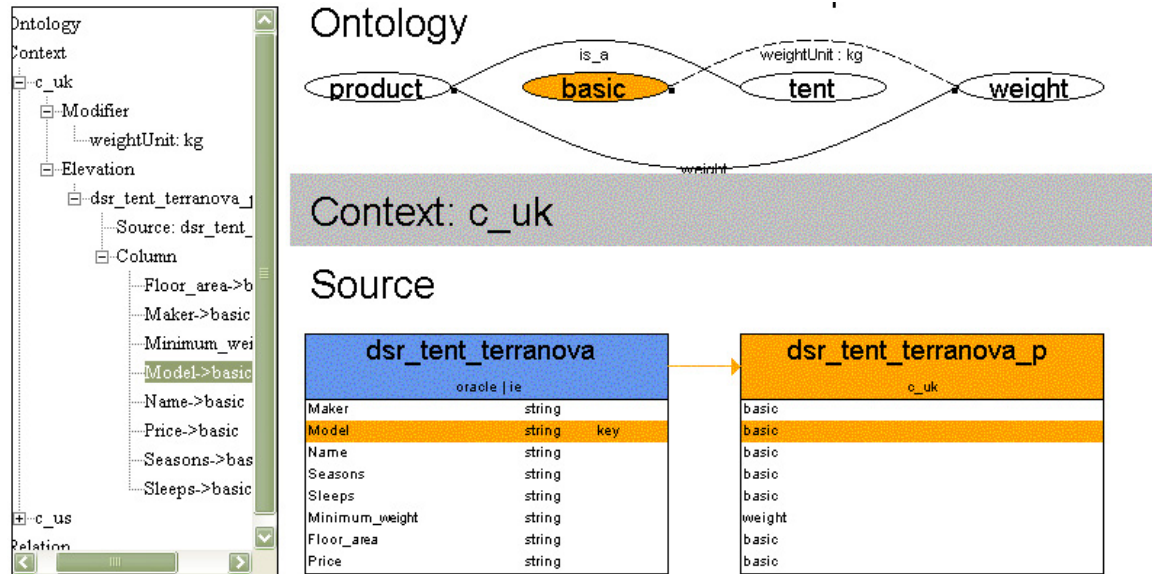 Ontology
Context
c_uk
Modifier
weightUnit: kg
Elevation
dsr_tent_terranova_
Source: dsr_tent_
Column
Floor_area->b
Maker->basic
Minimum_wei
Model->basic
Name->basic
Price->basic
Seasons->bas
Sleeps->basic
c_us
Relation
Ontology
is_a
weightUnit : kg
product
basic
tent
weight
weight
Context: c_uk
Source
dsr_tent_terranova
oracle | ie
Maker string
Model string key
Name string
Seasons string
Sleeps string
Minimum_weight string
Floor_area string
Price string
dsr_tent_terranova_p
c_uk
basic
basic
basic
basic
basic
weight
basic
basic